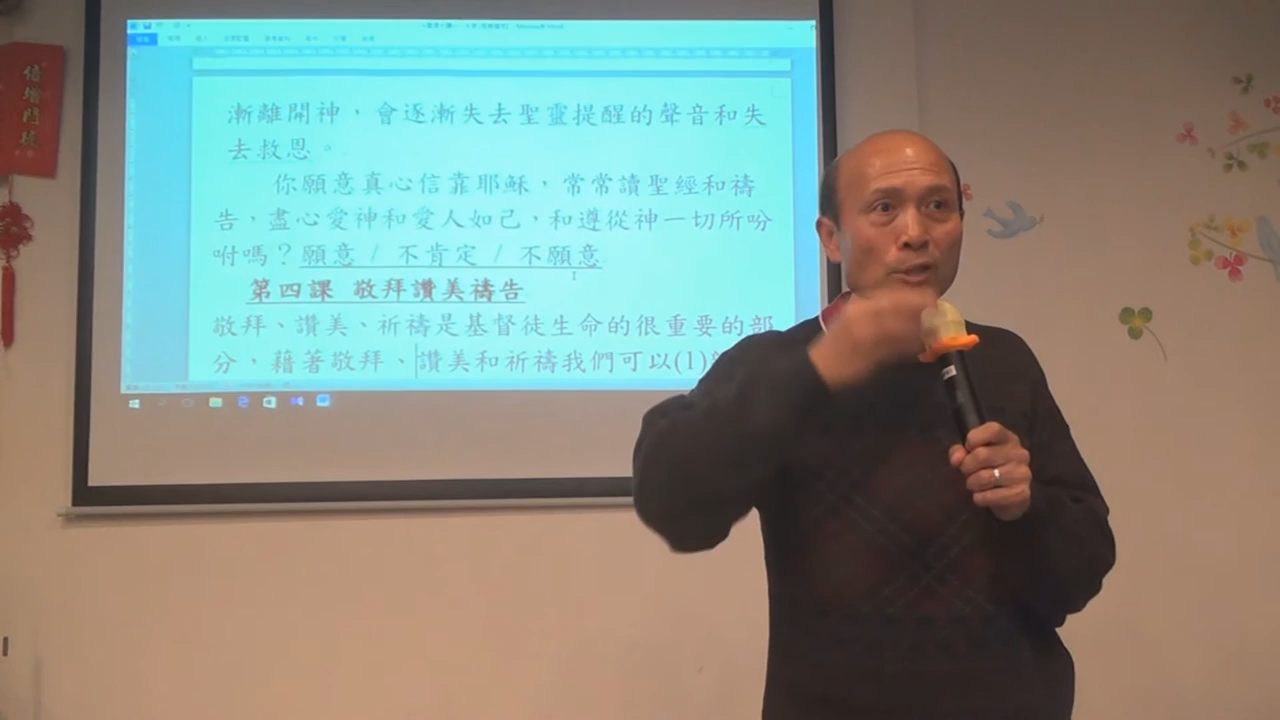 倍增門徒
漸離開神，會逐漸失去聖靈提醒的聲音和失
去救恩。
你願意真心信靠耶穌，常常讀聖經和禱
告，盡心愛神和愛人如己，和遵從神一切所吩
咐嗎？願意 / 不肯定 / 不願意
第四課 敬拜讚美禱告
敬拜、讚美、祈禱是基督徒生命的很重要的部
分，藉著敬拜、讚美和祈禱我們可以(1)